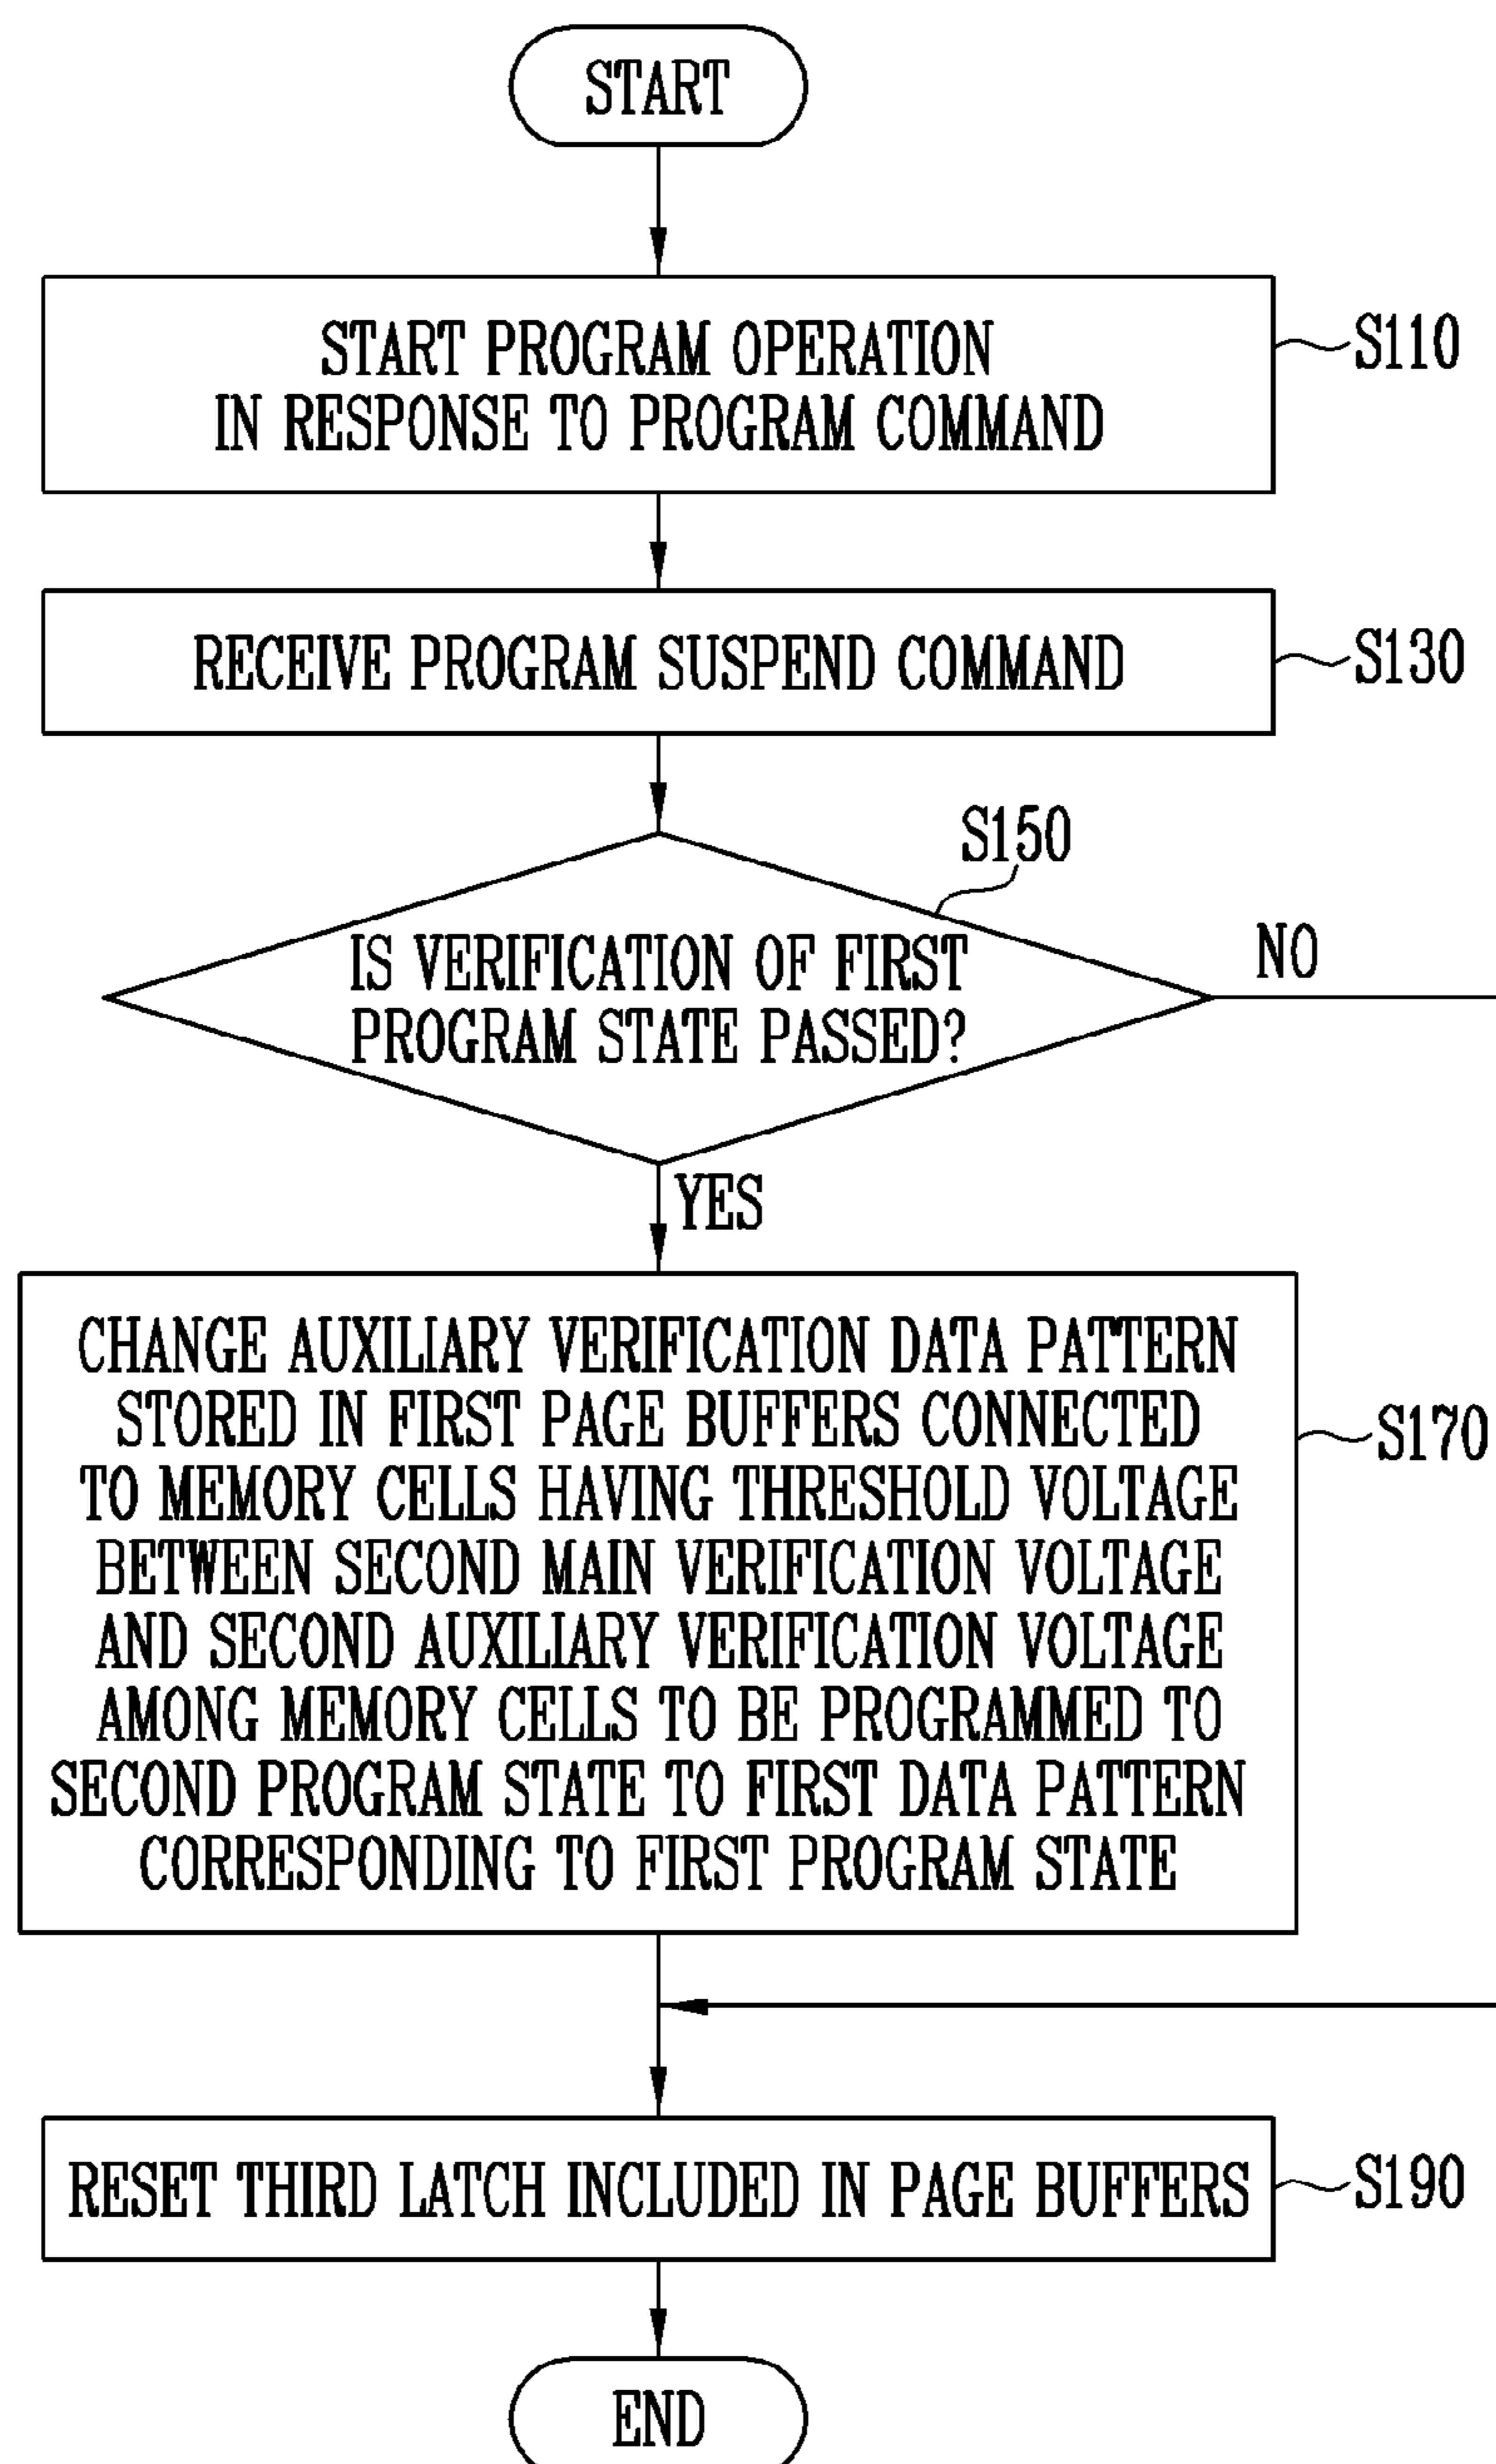 START
START PROGRAM OPERATION
IN RESPONSE TO PROGRAM COMMAND
S110
RECEIVE PROGRAM SUSPEND COMMAND
S130
S150
IS VERIFICATION OF FIRST
PROGRAM STATE PASSED?
NO
YES
CHANGE AUXILIARY VERIFICATION DATA PATTERN
STORED IN FIRST PAGE BUFFERS CONNECTED
TO MEMORY CELLS HAVING THRESHOLD VOLTAGE
BETWEEN SECOND MAIN VERIFICATION VOLTAGE
AND SECOND AUXILIARY VERIFICATION VOLTAGE
AMONG MEMORY CELLS TO BE PROGRAMMED TO
SECOND PROGRAM STATE TO FIRST DATA PATTERN
CORRESPONDING TO FIRST PROGRAM STATE
S170
RESET THIRD LATCH INCLUDED IN PAGE BUFFERS
S190
END